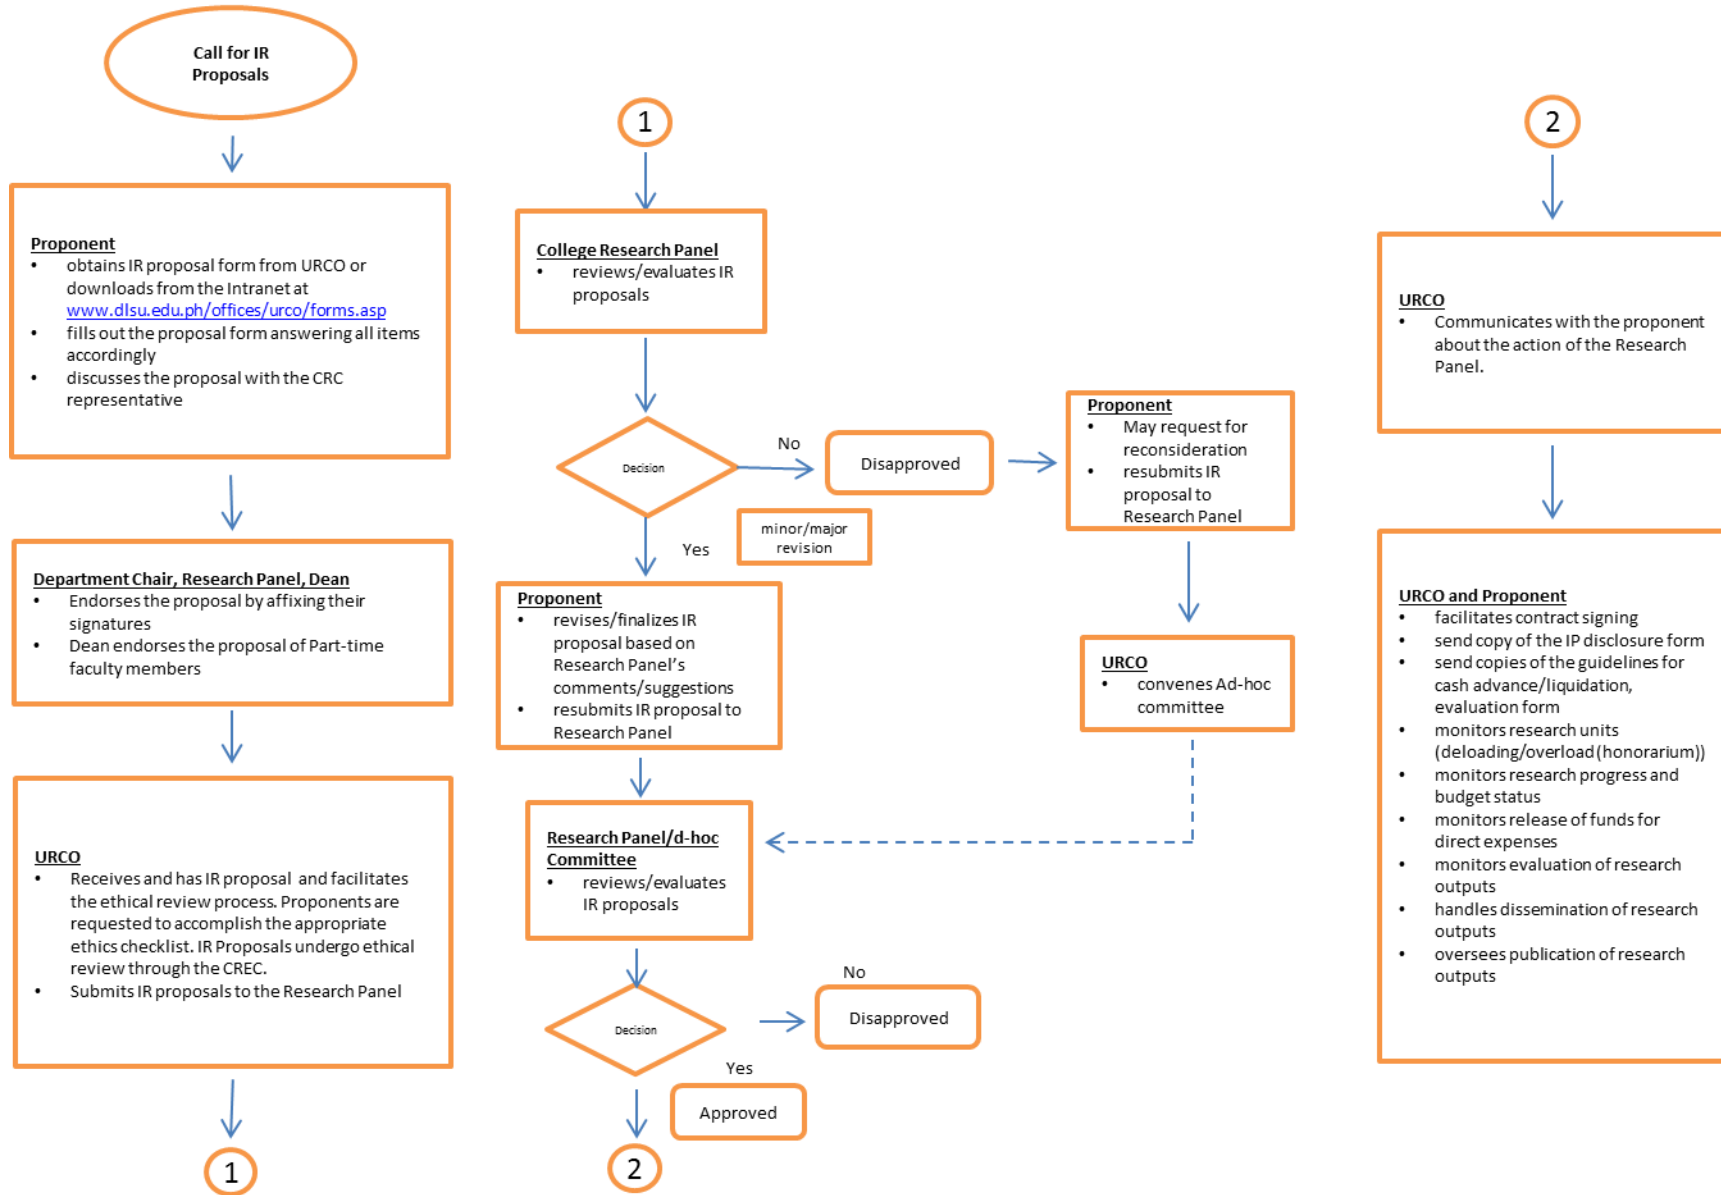 Call for IR
Proposals
Proponent
• obtains IR proposal form from URCO or
downloads from the Intranet at
www.dlsu.edu.ph/offices/urco/forms.asp
• fills out the proposal form answering all items
accordingly
• discusses the proposal with the CRC
representative
Department Chair, Research Panel, Dean
• Endorses the proposal by affixing their
signatures
• Dean endorses the proposal of Part-time
faculty members
URCO
• Receives and has IR proposal and facilitates
the ethical review process. Proponents are
requested to accomplish the appropriate
ethics checklist. IR Proposals undergo ethical
review through the CREC.
• Submits IR proposals to the Research Panel
1
1
College Research Panel
• reviews/evaluates IR
proposals
Decision
No
Disapproved
Proponent
• May request for
reconsideration
• resubmits IR
proposal to
Research Panel
URCO
• convenes Ad-hoc
committee
Yes
minor/major
revision
Proponent
• revises/finalizes IR
proposal based on
Research Panel's
comments/suggestions
• resubmits IR proposal to
Research Panel
Research Panel/d-hoc
Committee
• reviews/evaluates
IR proposals
Decision
No
Disapproved
Yes
Approved
2
2
URCO
• Communicates with the proponent
about the action of the Research
Panel.
URCO and Proponent
• facilitates contract signing
• send copy of the IP disclosure form
• send copies of the guidelines for
cash advance/liquidation,
evaluation form
• monitors research units
(deloading/overload (honorarium))
• monitors research progress and
budget status
• monitors release of funds for
direct expenses
• monitors evaluation of research
outputs
• handles dissemination of research
outputs
• oversees publication of research
outputs